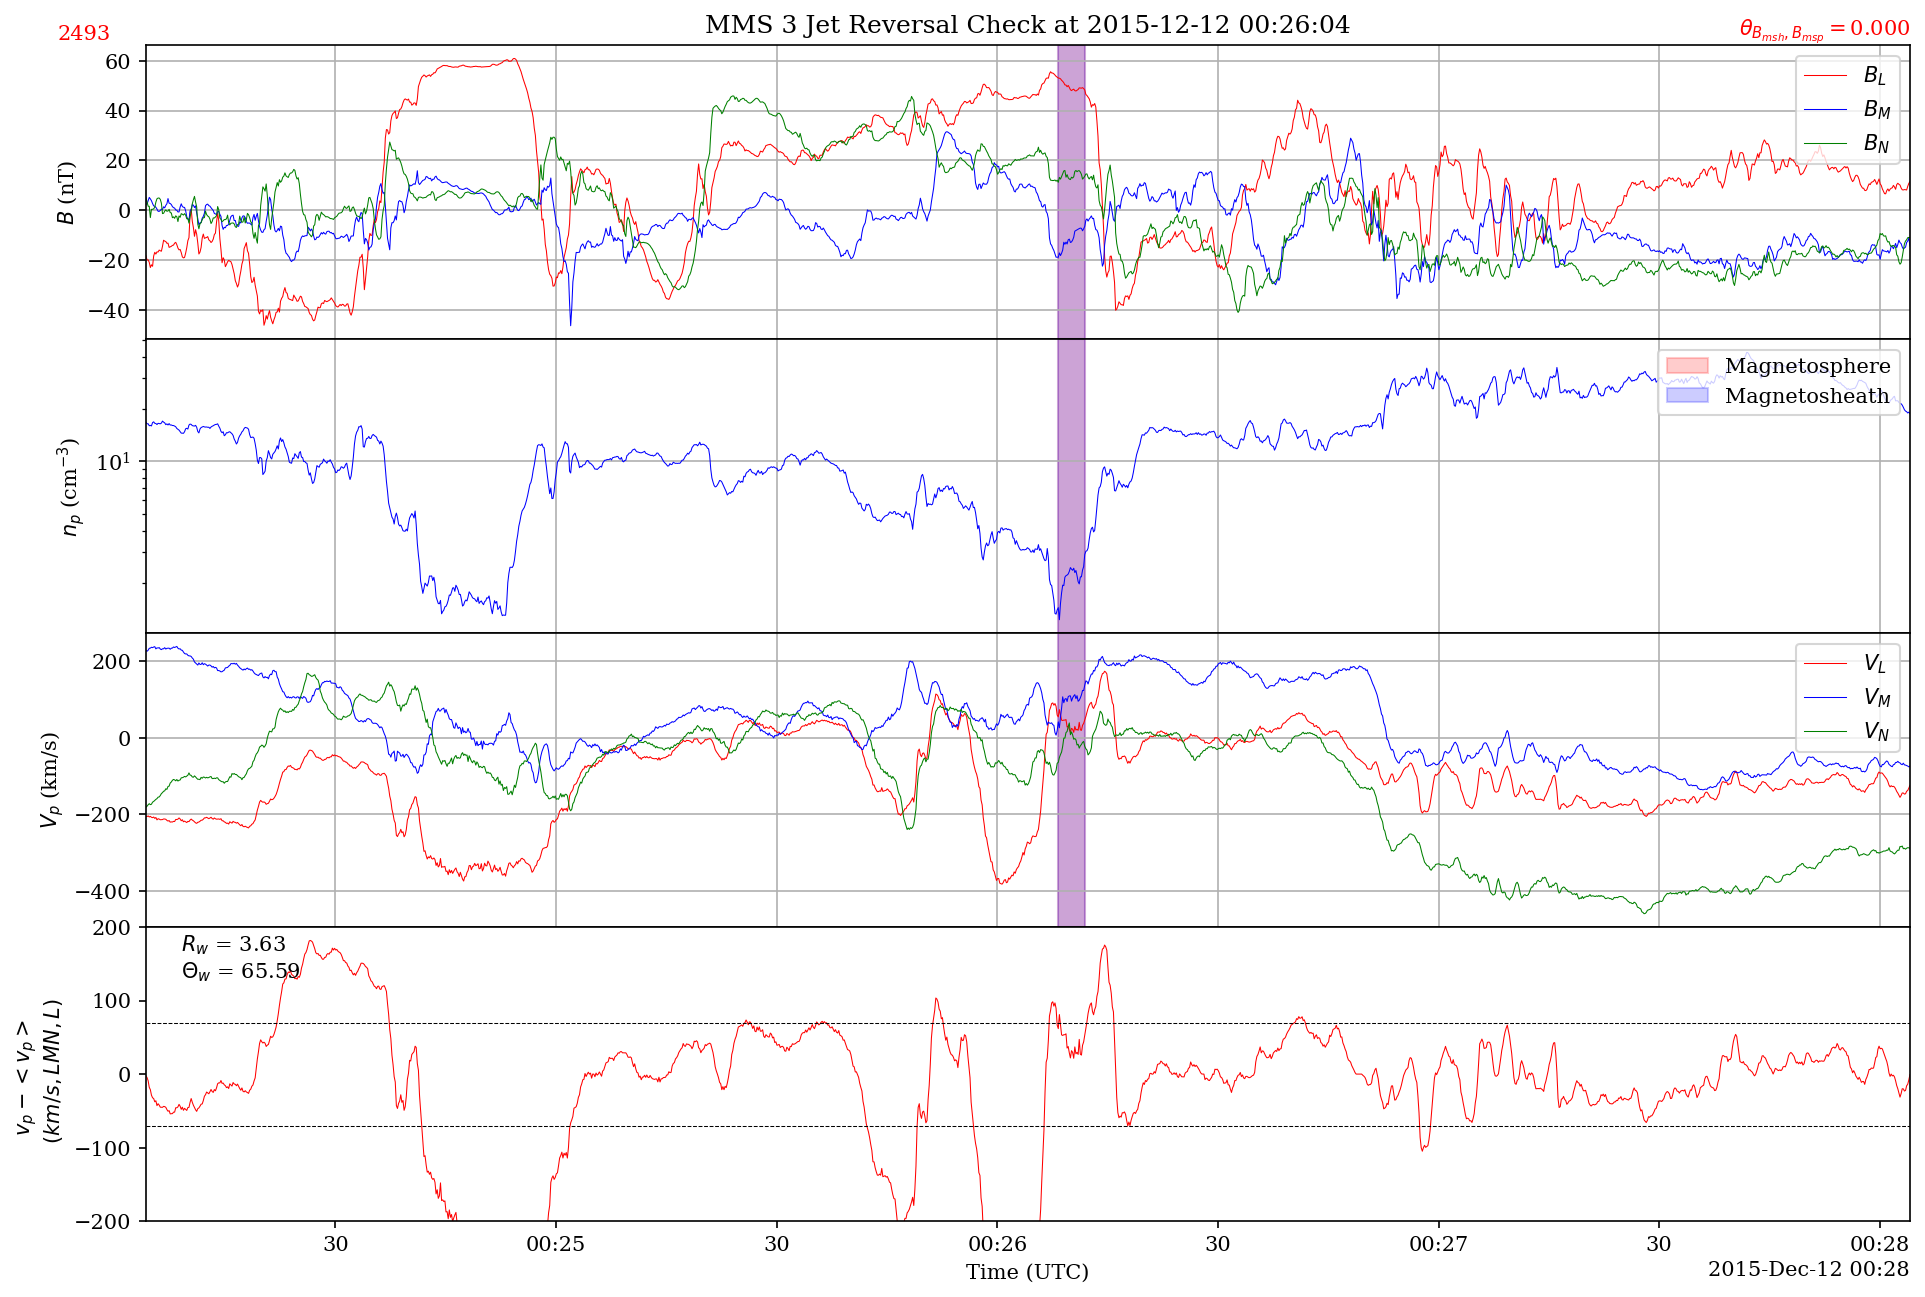 2493
MMS 3 Jet Reversal Check at 2015-12-12 00:26:04
θ_{B_{msh}, B_{msp}} = 0.000
60
40
20
0
−20
−40
B (nT)
B_L
B_M
B_N
10^1
n_p (cm^{−3})
Magnetosphere
Magnetosheath
200
0
−200
−400
V_p (km/s)
V_L
V_M
V_N
200
100
0
−100
−200
v_p − < v_p >
(km/s, LMN, L)
R_w = 3.63
Θ_w = 65.59
30
00:25
30
00:26
30
00:27
30
00:28
Time (UTC)
2015-Dec-12 00:28